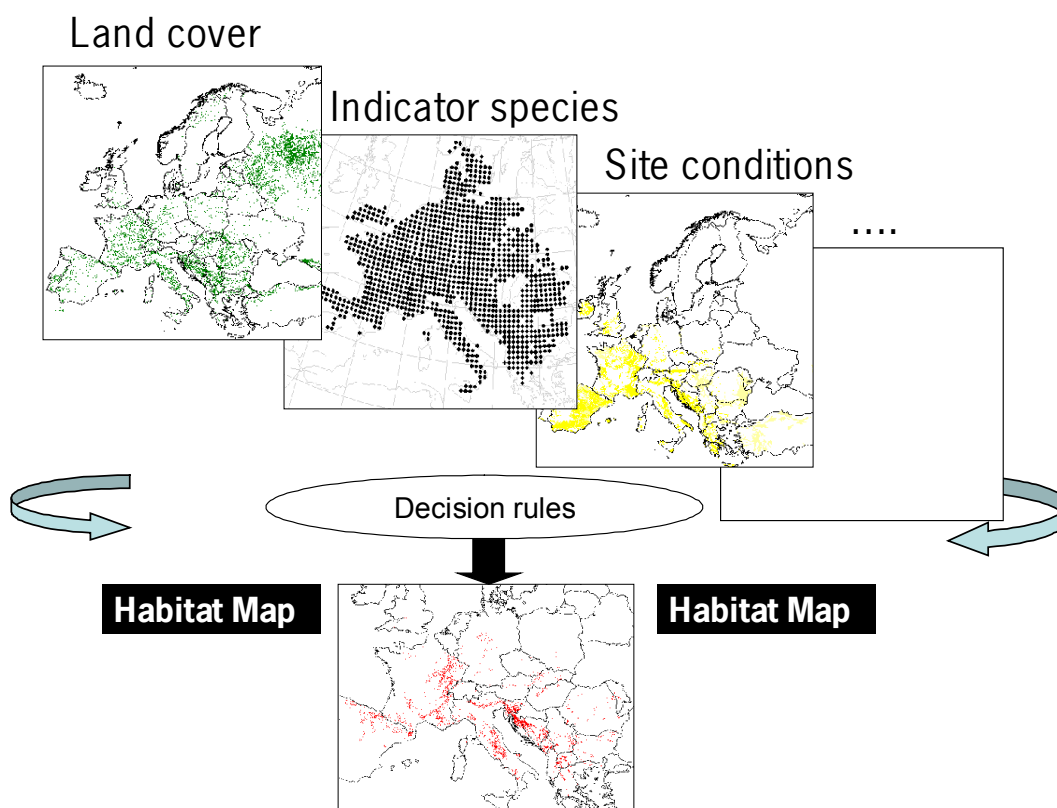 Land cover
Indicator species
Site conditions
....
Decision rules
Habitat Map
Habitat Map